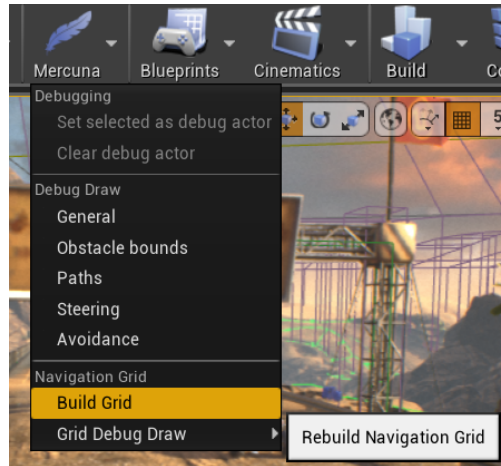 Mercuna
Blueprints
Cinematics
Build
Debugging
Set selected as debug actor
Clear debug actor
Debug Draw
General
Obstacle bounds
Paths
Steering
Avoidance
Navigation Grid
Build Grid
Grid Debug Draw
Rebuild Navigation Grid